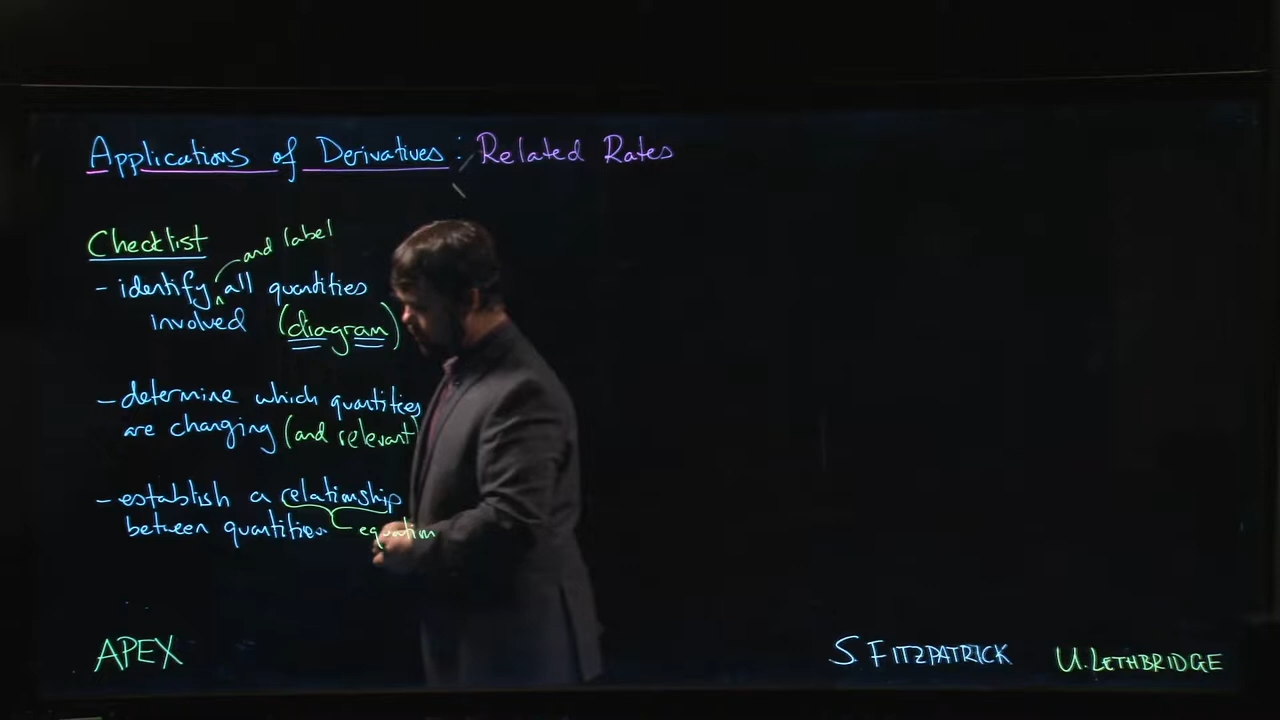 Applications of Derivatives : Related Rates
Checklist
and label
- identify all quantities
involved (diagram)
- determine which quantities
are changing (and relevant)
- establish a relationship
between quantities equation
APEX
S FITZPATRICK
U. LETHBRIDGE